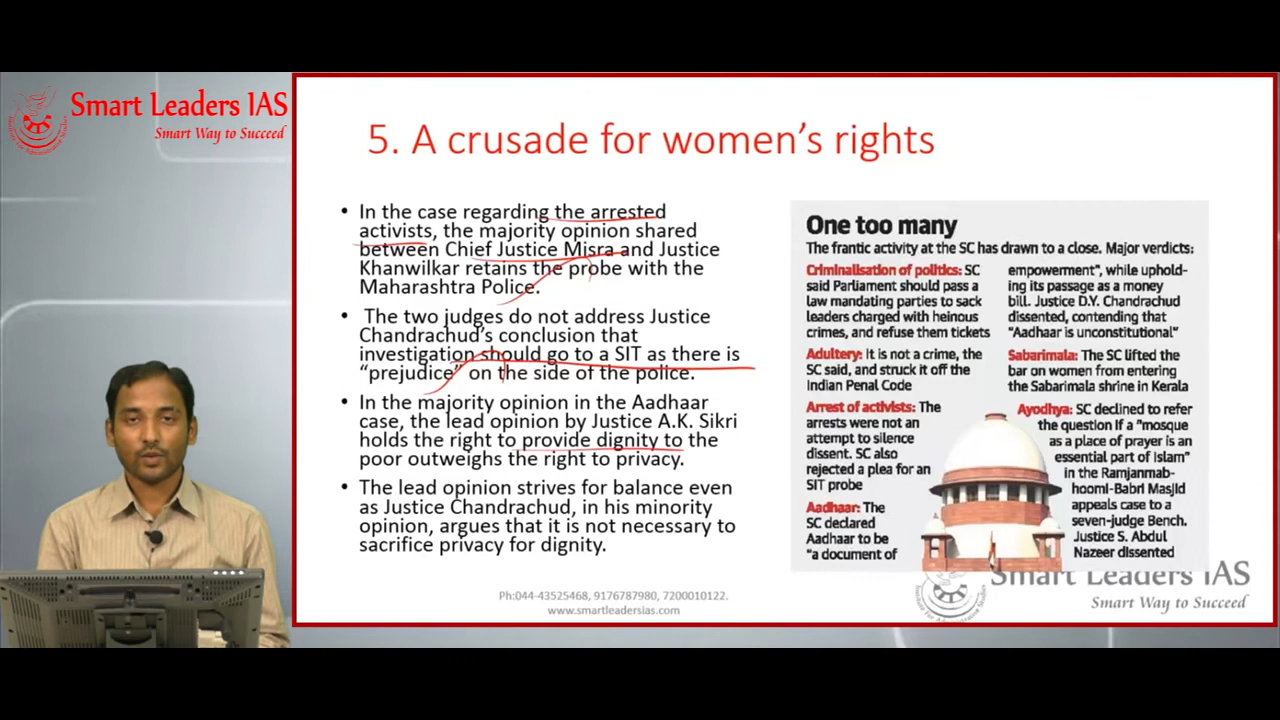 Smart Leaders IAS
Smart Way to Succeed
5. A crusade for women's rights
• In the case regarding the arrested
activists, the majority opinion shared
between Chief Justice Misra and Justice
Khanwilkar retains the probe with the
Maharashtra Police.
• The two judges do not address Justice
Chandrachud's conclusion that
investigation should go to a SIT as there is
"prejudice" on the side of the police.
• In the majority opinion in the Aadhaar
case, the lead opinion by Justice A.K. Sikri
holds the right to provide dignity to the
poor outweighs the right to privacy.
• The lead opinion strives for balance even
as Justice Chandrachud, in his minority
opinion, argues that it is not necessary to
sacrifice privacy for dignity.
One too many
The frantic activity at the SC has drawn to a close. Major verdicts:
Criminalisation of politics: SC
said Parliament should pass a
law mandating parties to sack
leaders charged with heinous
crimes, and refuse them tickets
Adultery: It is not a crime, the
SC said, and struck it off the
Indian Penal Code
Arrest of activists: The
arrests were not an
attempt to silence
dissent. SC also
rejected a plea for an
SIT probe
Aadhaar: The
SC declared
Aadhaar to be
"a document of
empowerment", while uphold-
ing its passage as a money
bill. Justice D.Y. Chandrachud
dissented, contending that
"Aadhaar is unconstitutional"
Sabarimala: The SC lifted the
bar on women from entering
the Sabarimala shrine in Kerala
Ayodhya: SC declined to refer
the question if a "mosque
as a place of prayer is an
essential part of Islam"
in the Ramjanmab-
hoomi-Babri Masjid
appeals case to a
seven-judge Bench.
Justice S. Abdul
Nazeer dissented
Ph:044-43525468, 9176787980, 7200010122.
www.smartleadersias.com
Smart Leaders IAS
Smart Way to Succeed